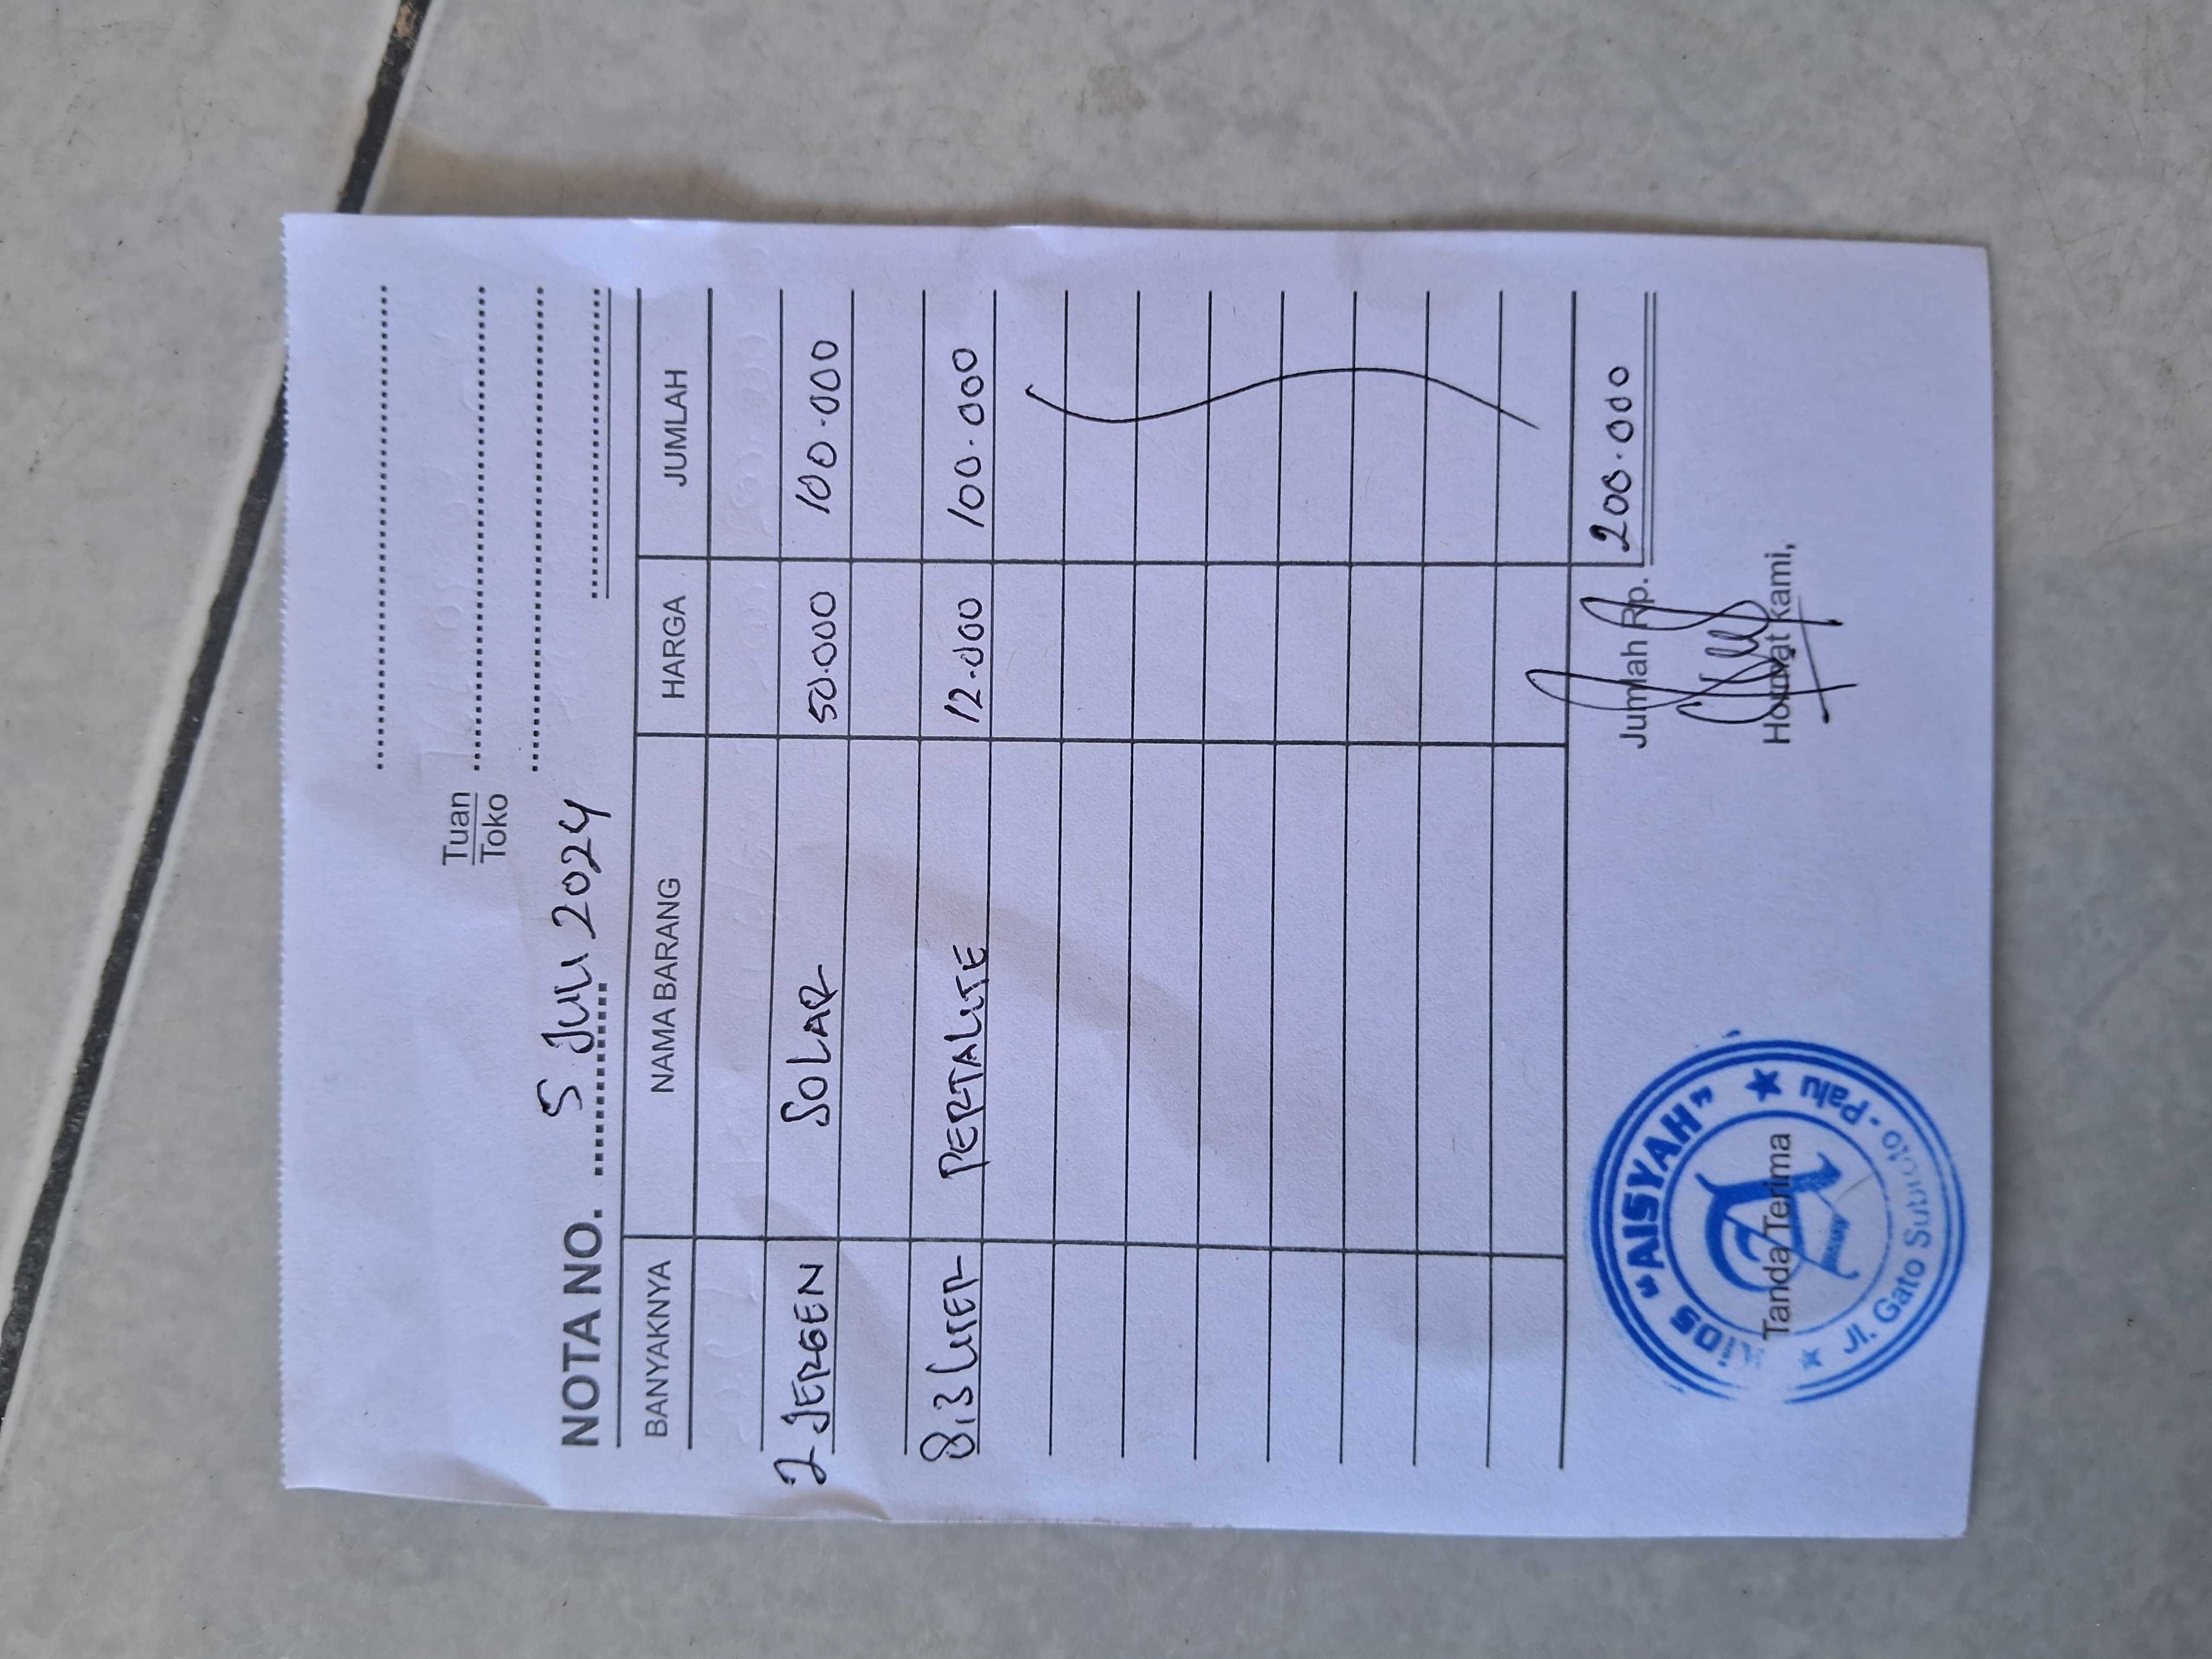 Tuan
Toko
NOTA NO. 5 Juli 2024
BANYAKNYA NAMA BARANG HARGA JUMLAH
2 JERGEN SOLAR 50.000 100.000
8,3 LITER PERTALITE 12.000 100.000
Jumlah Rp. 200.000
Tanda Terima Hormat Kami,
KIOS "AISYAH"
Jl. Gato Subroto - Palu